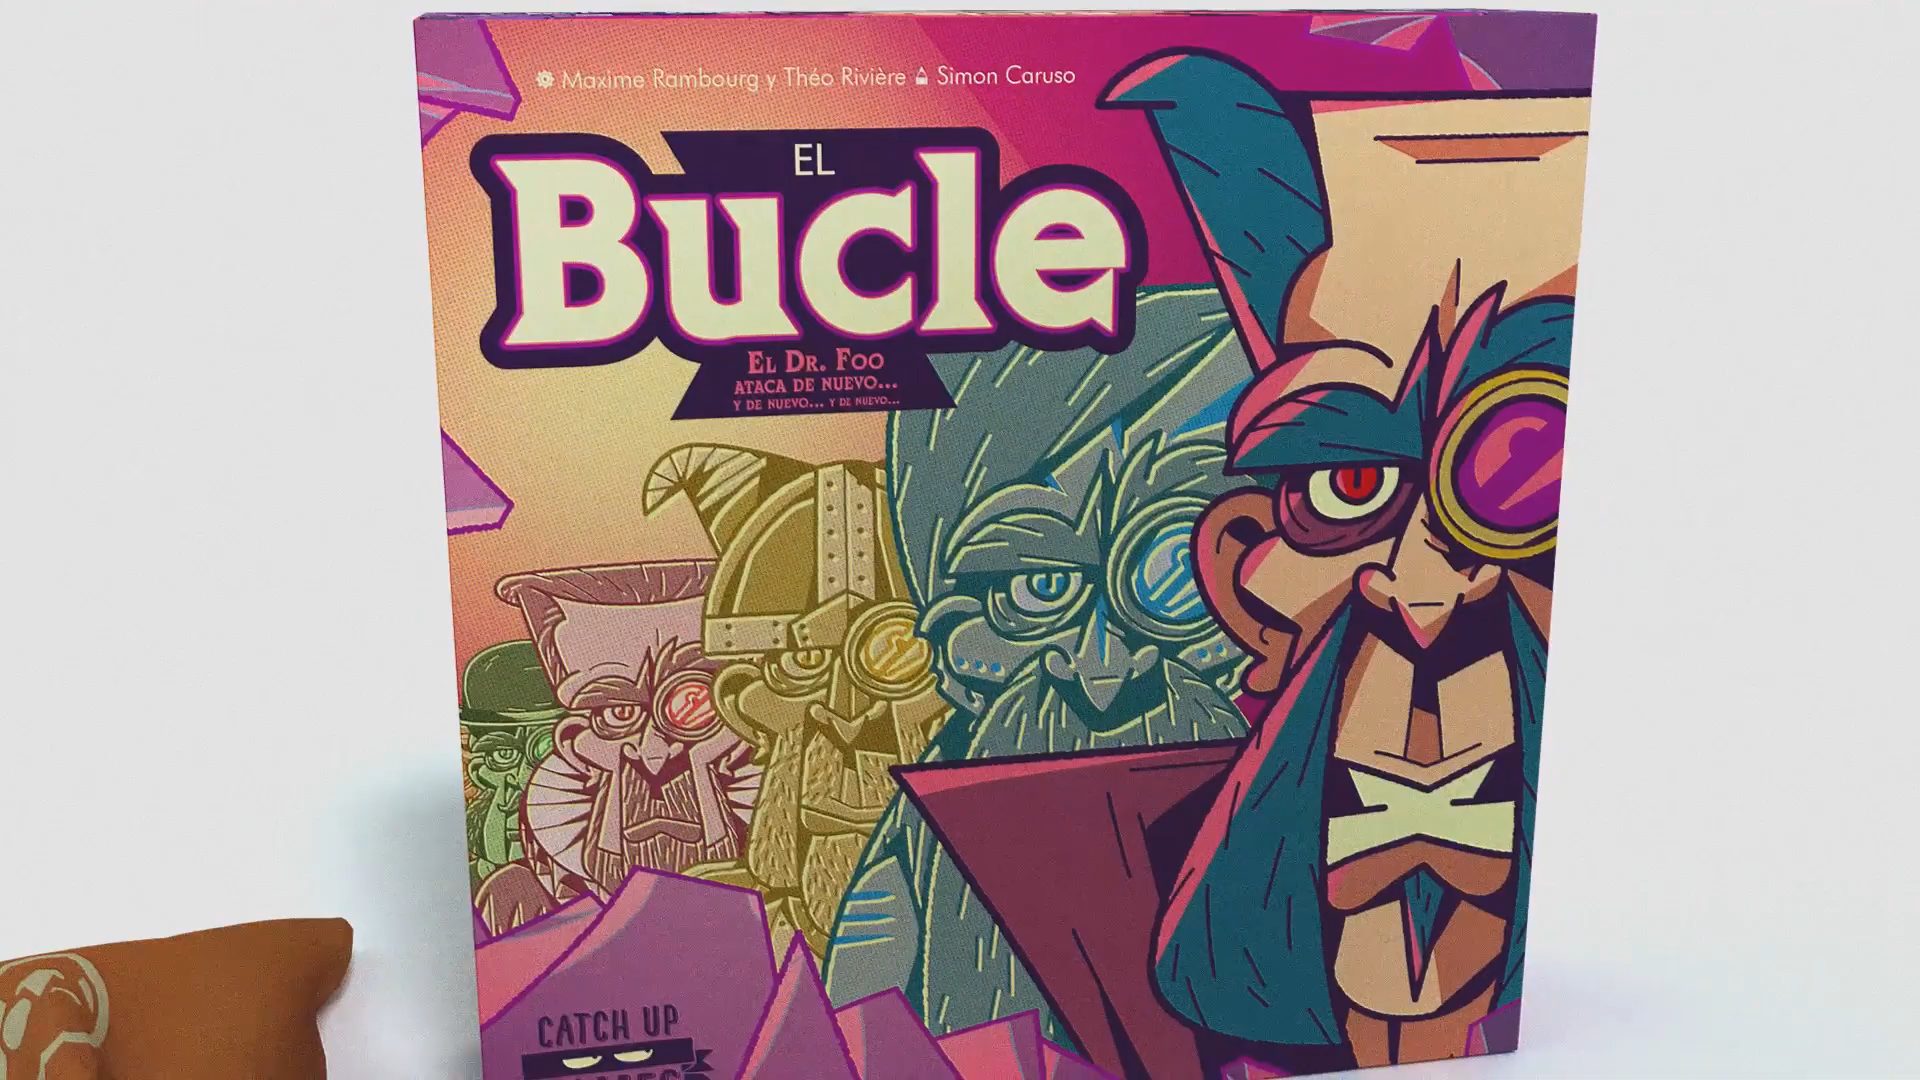 Maxime Rambourg y Théo Rivière Simon Caruso
EL
Bucle
EL DR. FOO
ATACA DE NUEVO...
Y DE NUEVO... Y DE NUEVO...
CATCH UP